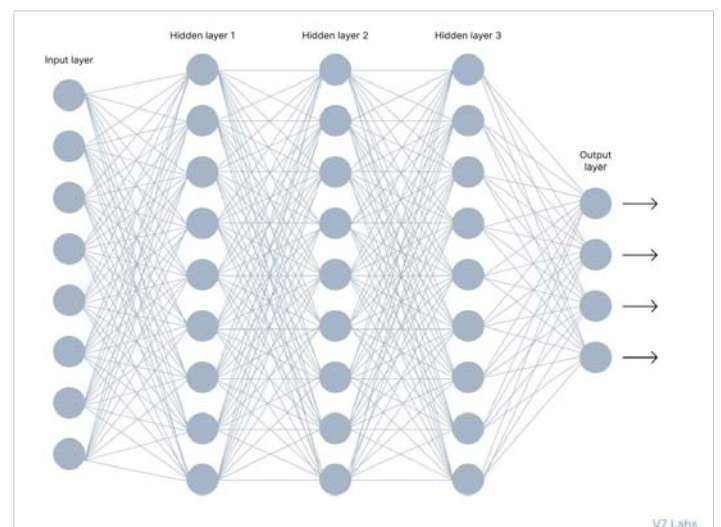 Hidden layer 1
Hidden layer 2
Hidden layer 3
Input layer
Output
layer
V7 Labs